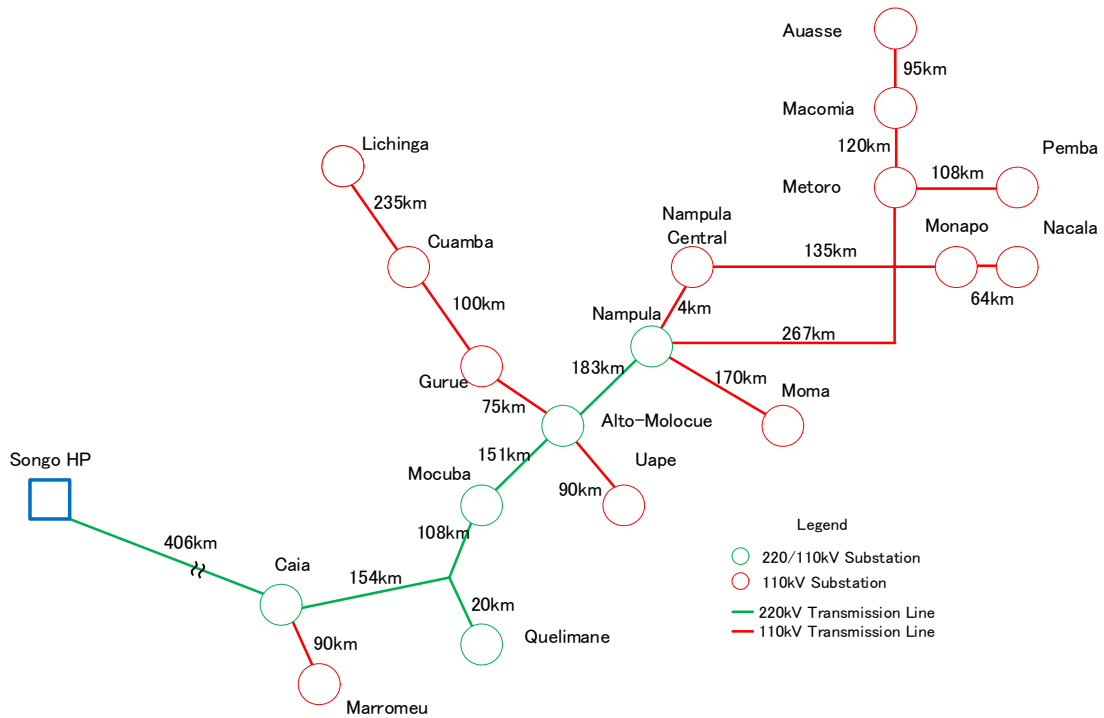 Auasse
95km
Macomia
120km
Pemba
108km
Metoro
Lichinga
235km
Cuamba
100km
Nampula
Central
135km
Monapo
Nacala
64km
4km
Nampula
267km
183km
170km
Moma
Gurue
75km
Alto-Molocue
151km
Uape
90km
Mocuba
108km
Songo HP
406km
Caia
154km
20km
Quelimane
90km
Marromeu
Legend
220/110kV Substation
110kV Substation
220kV Transmission Line
110kV Transmission Line